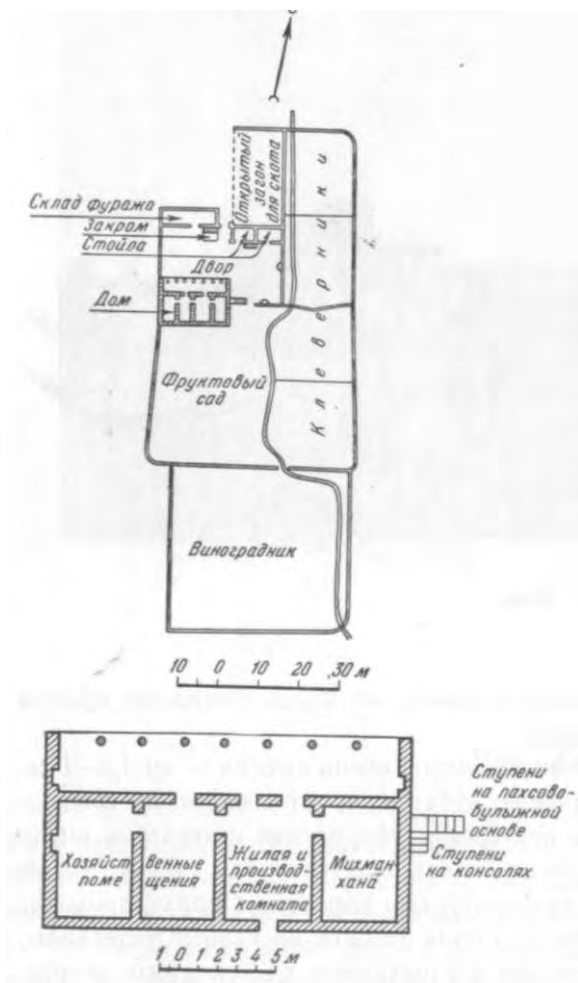 Склад фуража
Закром
Стойла
Открытый
загон
для скота
Двор
Дом
Клеверники
Фруктовый
сад
Виноградник
10 0 10 20 30 м
Ступени
на пахсово-
булыжной
основе
Ступени
на консолях
Хозяйст
поме
венные
щения
Жилая и
производ-
ственная
комната
Михман-
хана
1 0 1 2 3 4 5 м